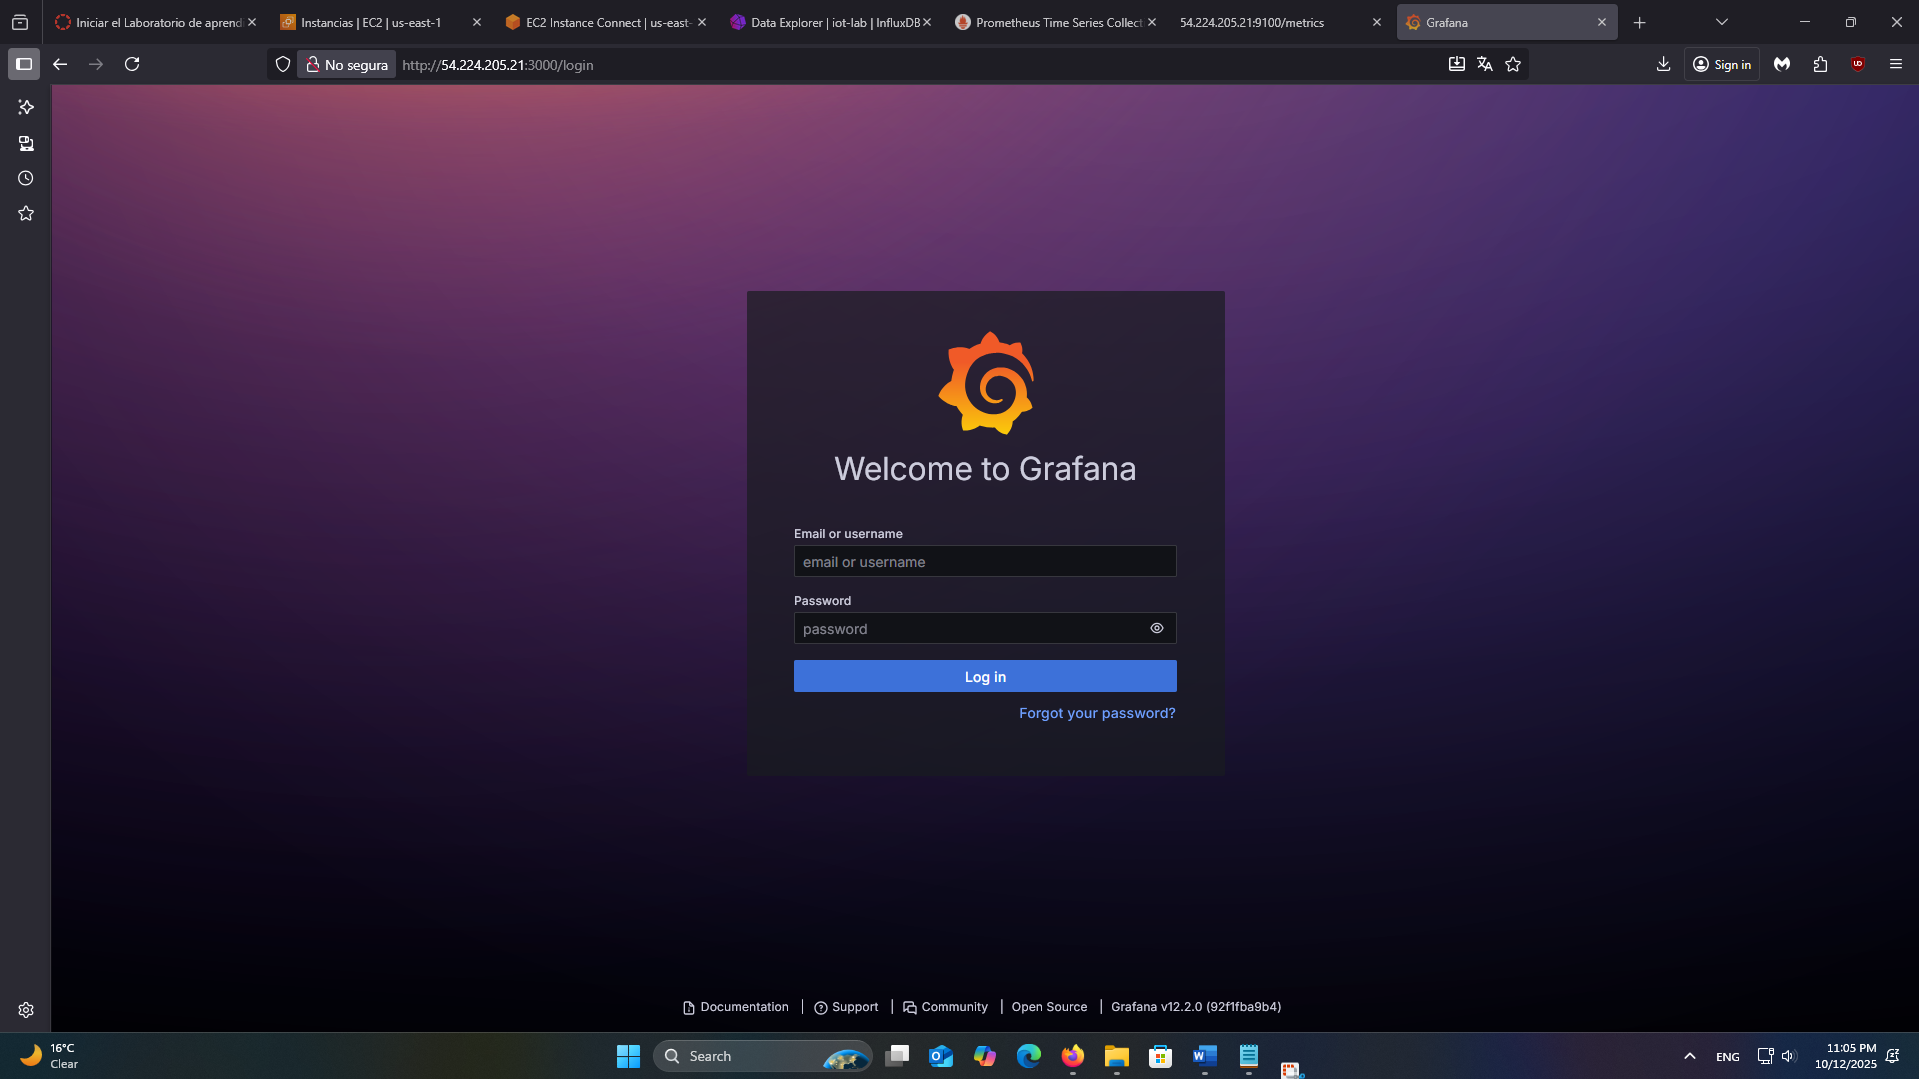 Iniciar el Laboratorio de aprend
Instancias | EC2 | us-east-1
EC2 Instance Connect | us-east-
Data Explorer | iot-lab | InfluxDB
Prometheus Time Series Collect
54.224.205.21:9100/metrics
Grafana
No segura
http://54.224.205.21:3000/login
Sign in
Welcome to Grafana
Email or username
email or username
Password
password
Log in
Forgot your password?
Documentation
Support
Community
Open Source
Grafana v12.2.0 (92f1fba9b4)
16°C
Clear
Search
ENG
11:05 PM
10/12/2025